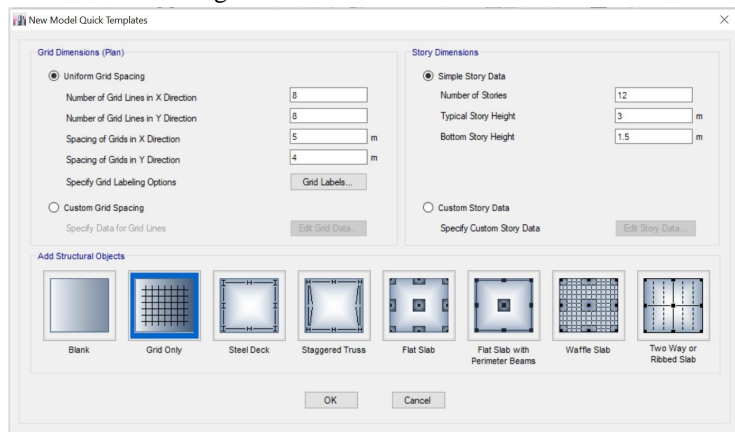 New Model Quick Templates
Grid Dimensions (Plan)
Uniform Grid Spacing
Number of Grid Lines in X Direction 8
Number of Grid Lines in Y Direction 8
Spacing of Grids in X Direction 5 m
Spacing of Grids in Y Direction 4 m
Specify Grid Labeling Options Grid Labels...
Custom Grid Spacing
Specify Data for Grid Lines Edit Grid Data...
Story Dimensions
Simple Story Data
Number of Stories 12
Typical Story Height 3 m
Bottom Story Height 1.5 m
Custom Story Data
Specify Custom Story Data Edit Story Data...
Add Structural Objects
Blank
Grid Only
Steel Deck
Staggered Truss
Flat Slab
Flat Slab with
Perimeter Beams
Waffle Slab
Two Way or
Ribbed Slab
OK Cancel